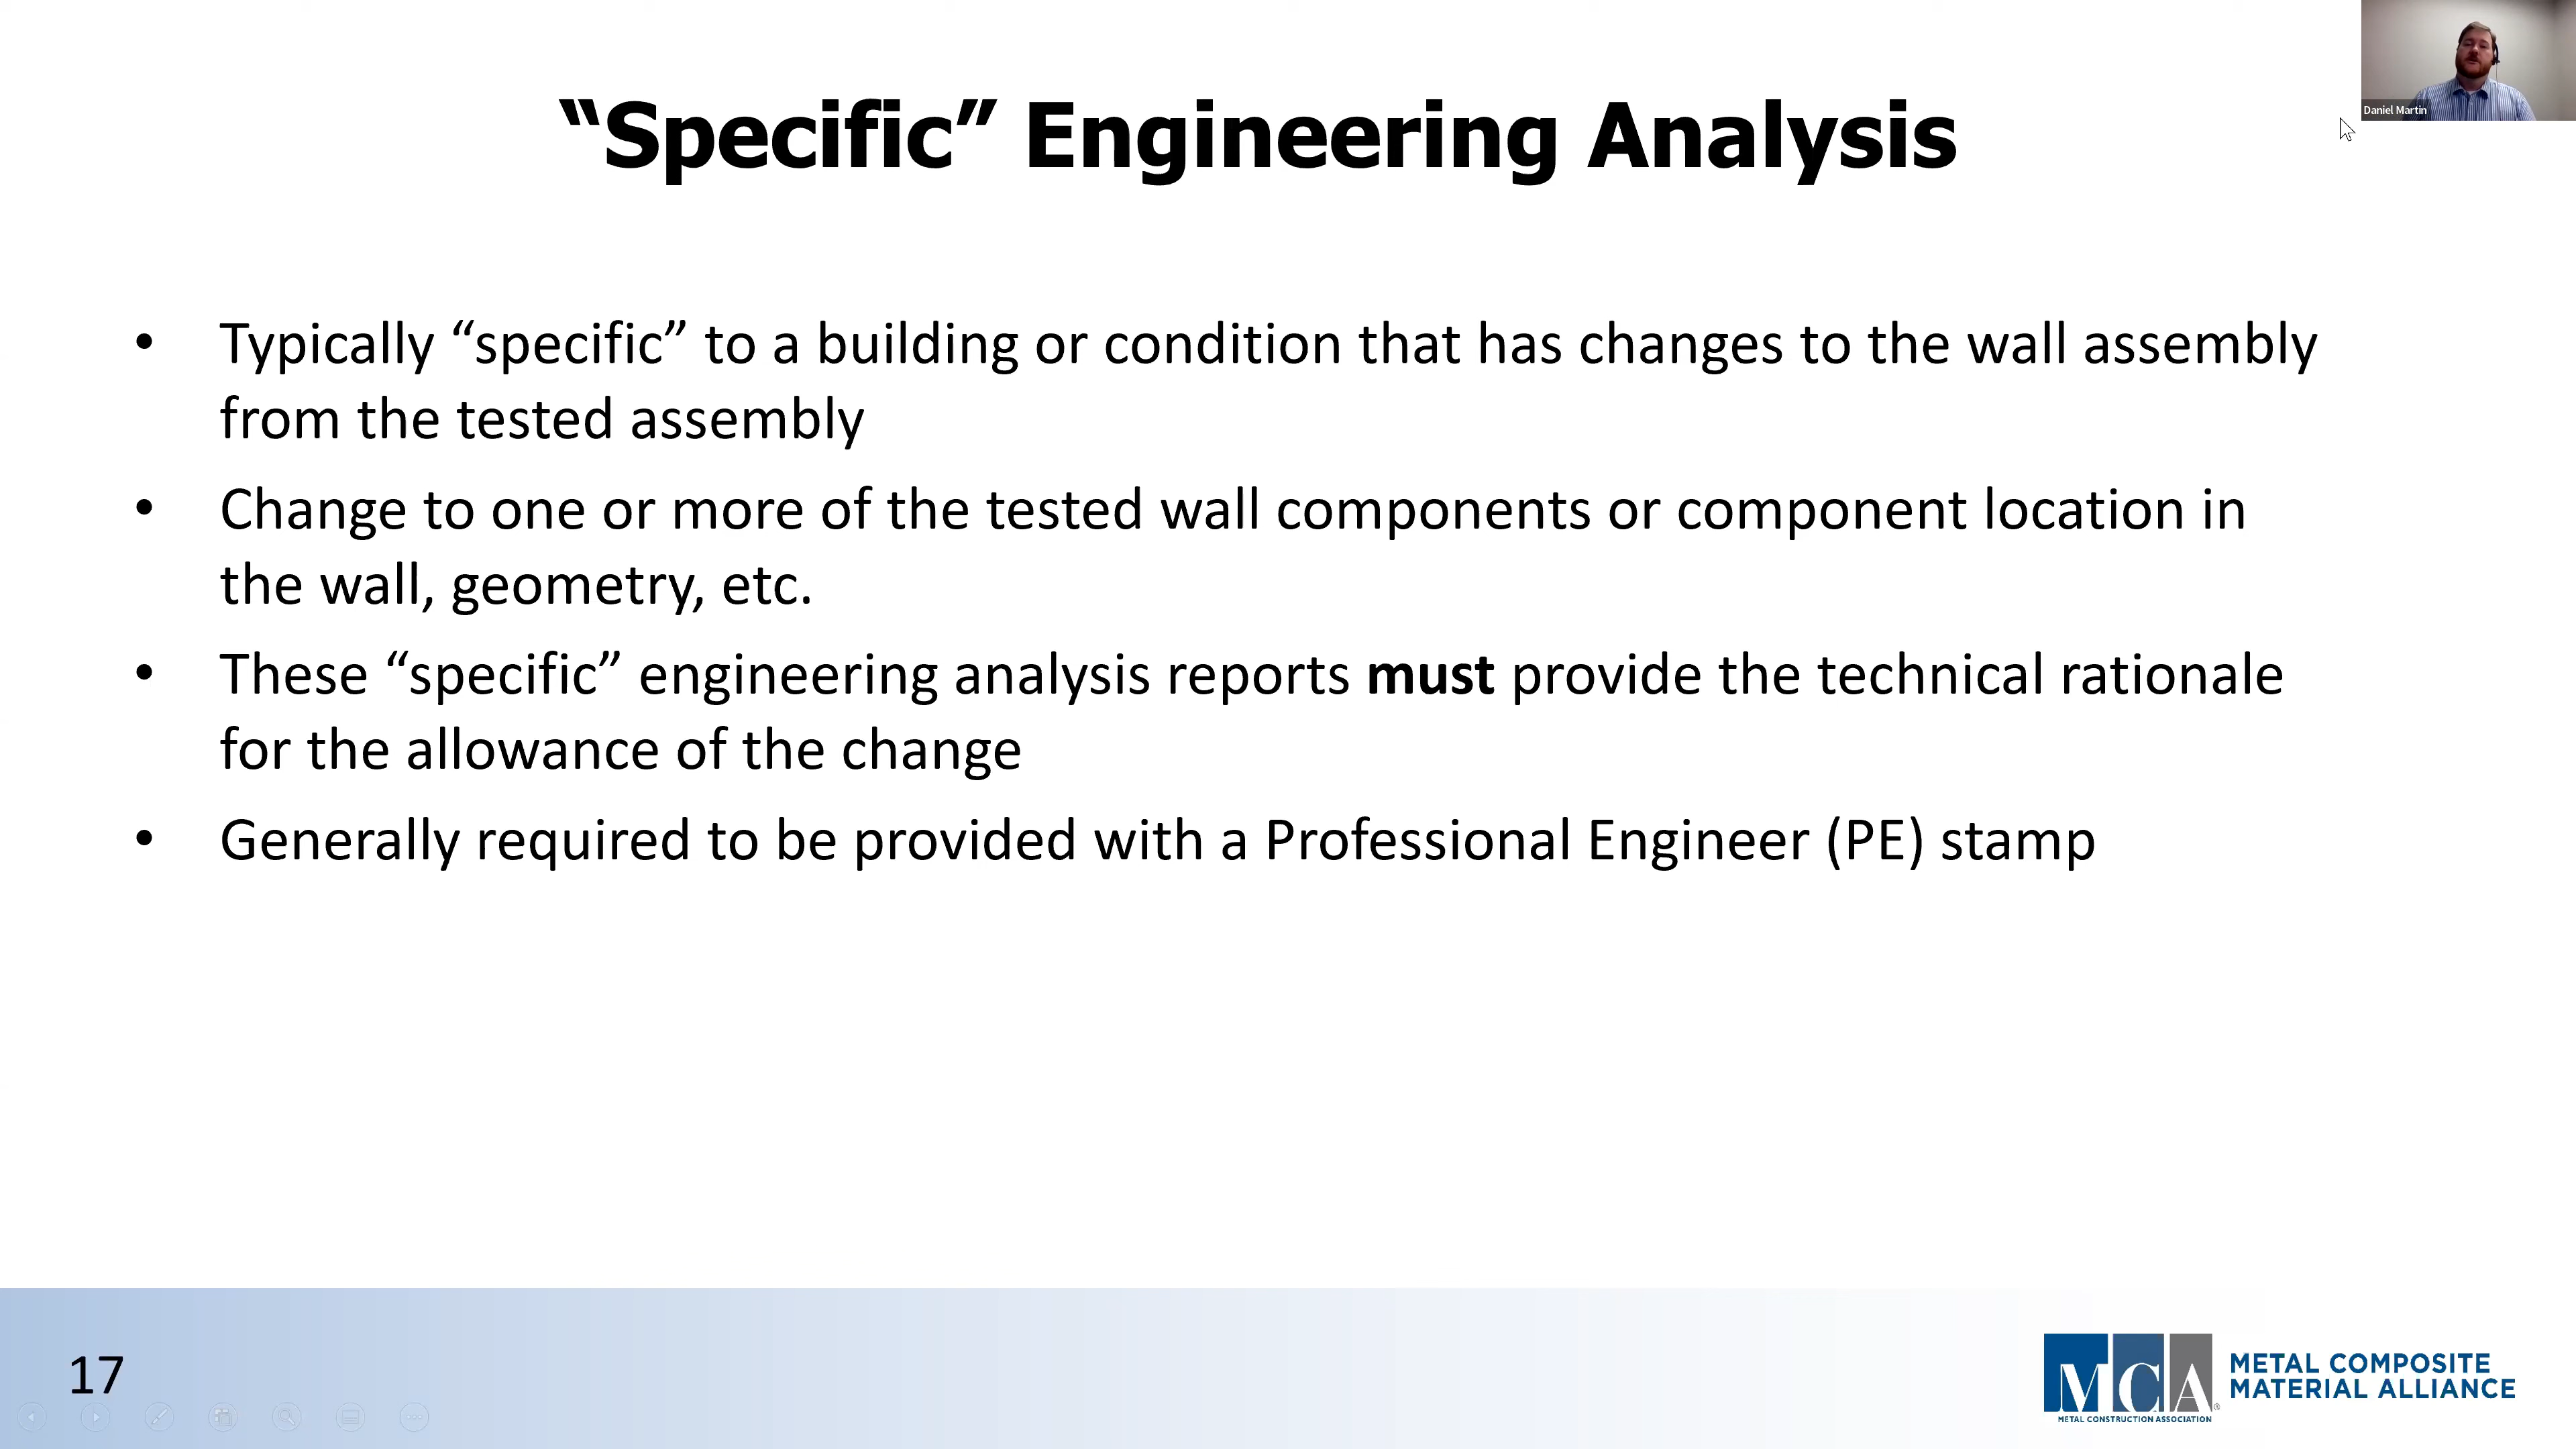 Daniel Martin
“Specific” Engineering Analysis
• Typically “specific” to a building or condition that has changes to the wall assembly
from the tested assembly
• Change to one or more of the tested wall components or component location in
the wall, geometry, etc.
• These “specific” engineering analysis reports must provide the technical rationale
for the allowance of the change
• Generally required to be provided with a Professional Engineer (PE) stamp
17
MCA®
METAL CONSTRUCTION ASSOCIATION
METAL COMPOSITE
MATERIAL ALLIANCE